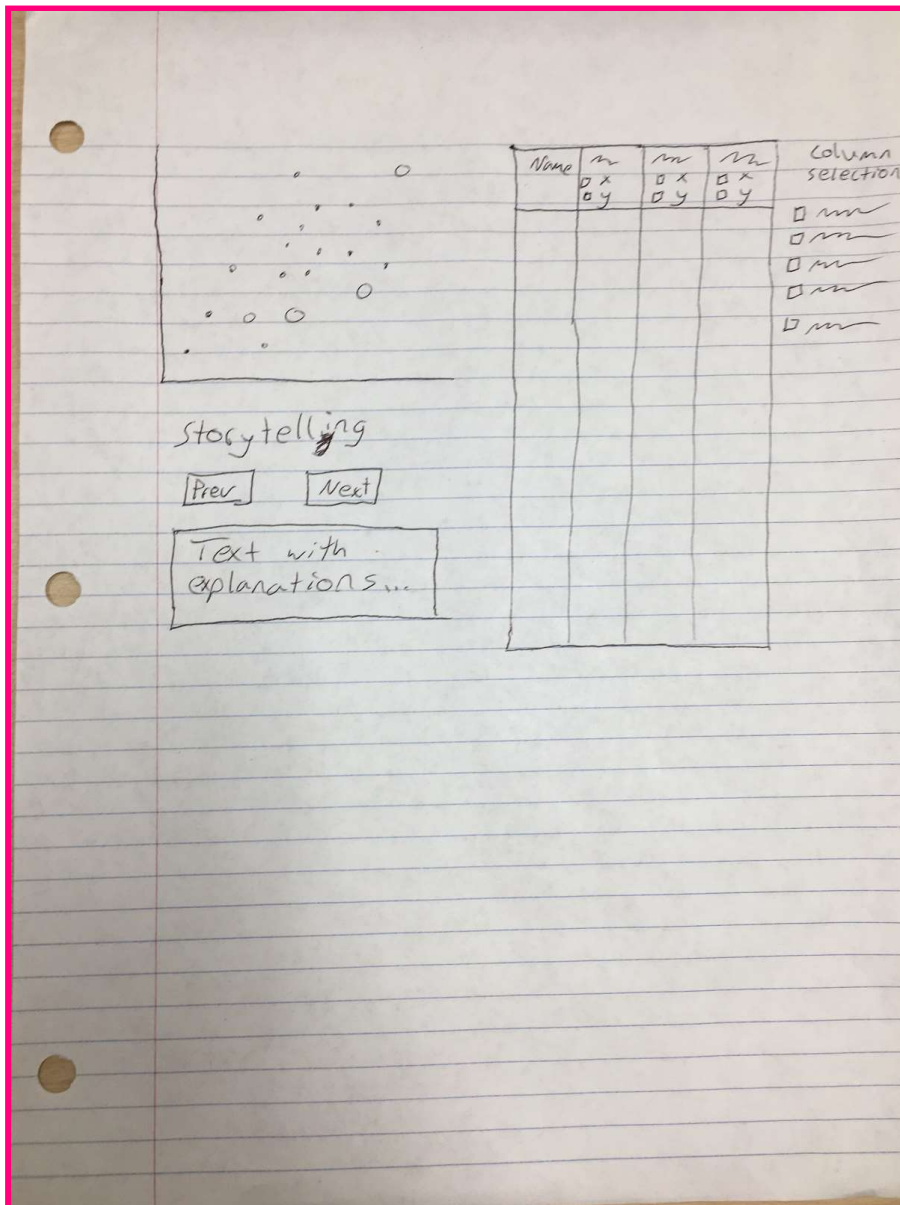 Name
x x x
y y y
column
selection
Storytelling
Prev Next
Text with
explanations...